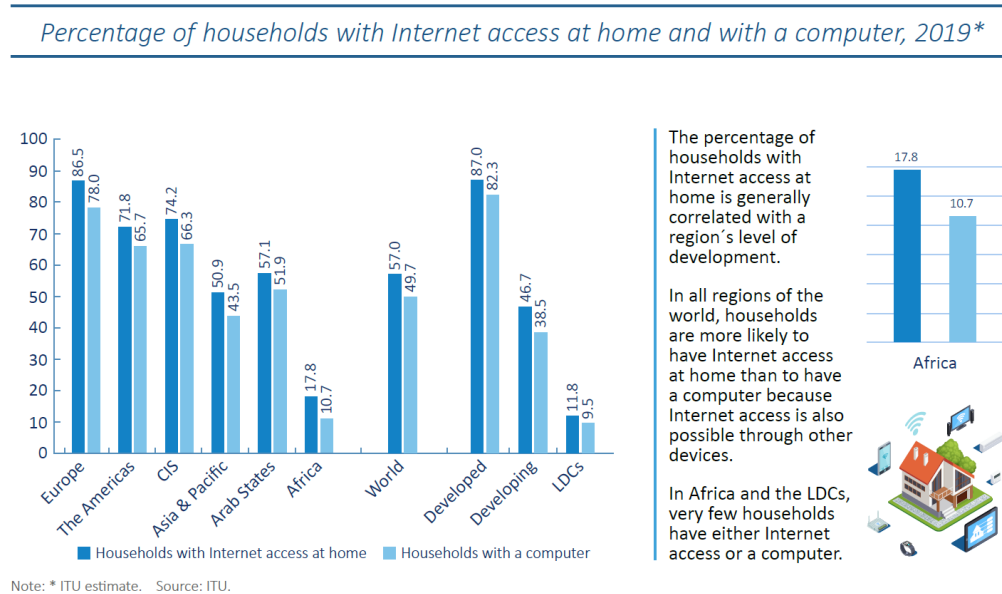 Percentage of households with Internet access at home and with a computer, 2019*
100
90
80
70
60
50
40
30
20
10
0
86.5
78.0
71.8
65.7
74.2
66.3
50.9
43.5
57.1
51.9
17.8
10.7
57.0
49.7
87.0
82.3
46.7
38.5
11.8
9.5
Europe
The Americas
CIS
Asia & Pacific
Arab States
Africa
World
Developed
Developing
LDCs
Households with Internet access at home
Households with a computer
The percentage of
households with
Internet access at
home is generally
correlated with a
region´s level of
development.
In all regions of the
world, households
are more likely to
have Internet access
at home than to have
a computer because
Internet access is also
possible through other
devices.
In Africa and the LDCs,
very few households
have either Internet
access or a computer.
17.8
10.7
Africa
Note: * ITU estimate. Source: ITU.